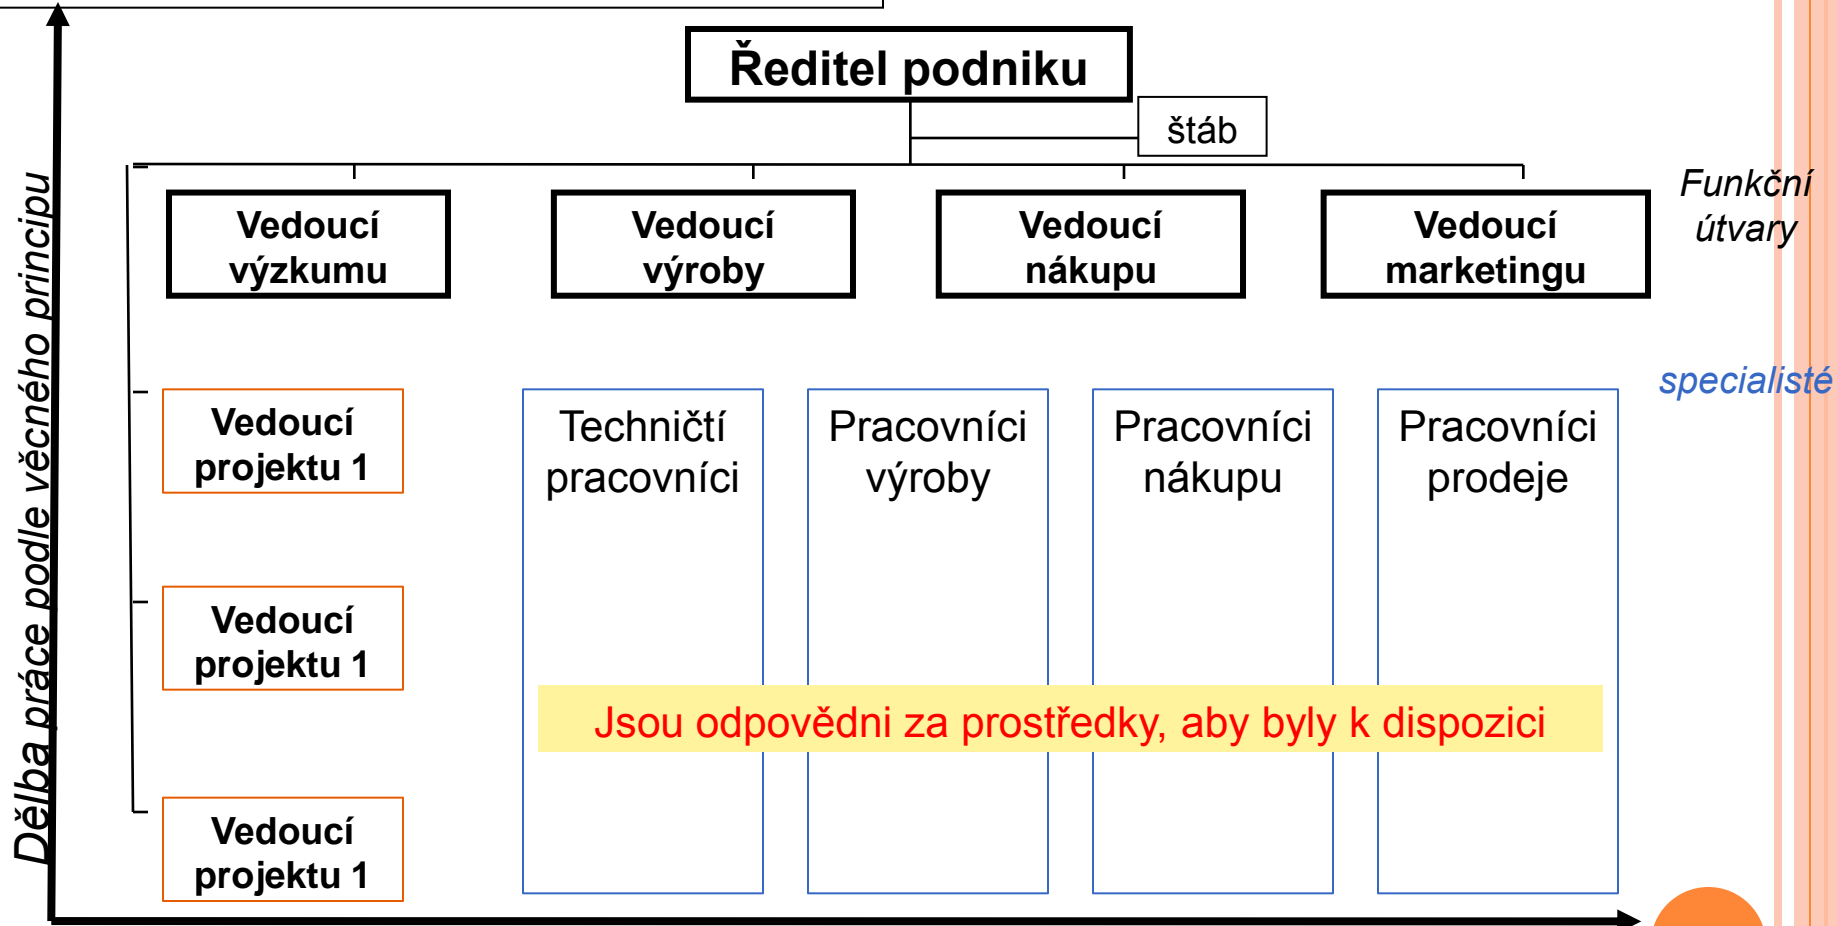 Ředitel podniku
štáb
Funkční
útvary
Vedoucí
výzkumu
Vedoucí
výroby
Vedoucí
nákupu
Vedoucí
marketingu
specialisté
Vedoucí
projektu 1
Techničtí
pracovníci
Pracovníci
výroby
Pracovníci
nákupu
Pracovníci
prodeje
Vedoucí
projektu 1
Jsou odpovědni za prostředky, aby byly k dispozici
Vedoucí
projektu 1
Dělba práce podle věcného principu